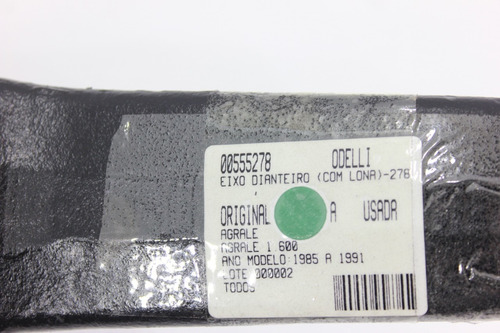 00555278 ODELLI
EIXO DIANTEIRO (COM LONA)-278
ORIGINAL A USADA
AGRALE
AGRALE 1.600
ANO MODELO:1985 A 1991
LOTE 000002
TODOS